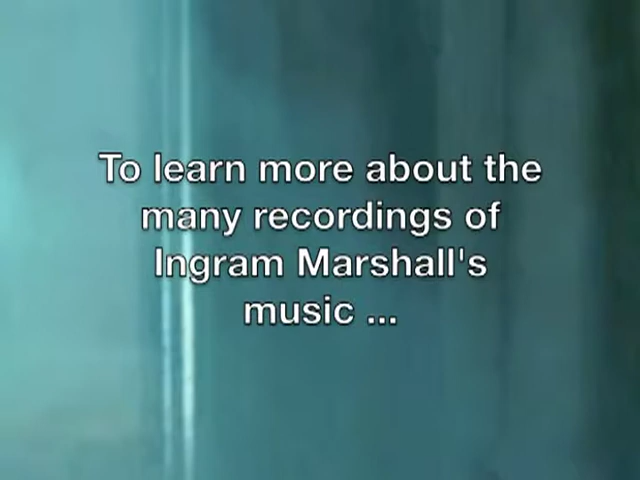 To learn more about the
many recordings of
Ingram Marshall's
music ...